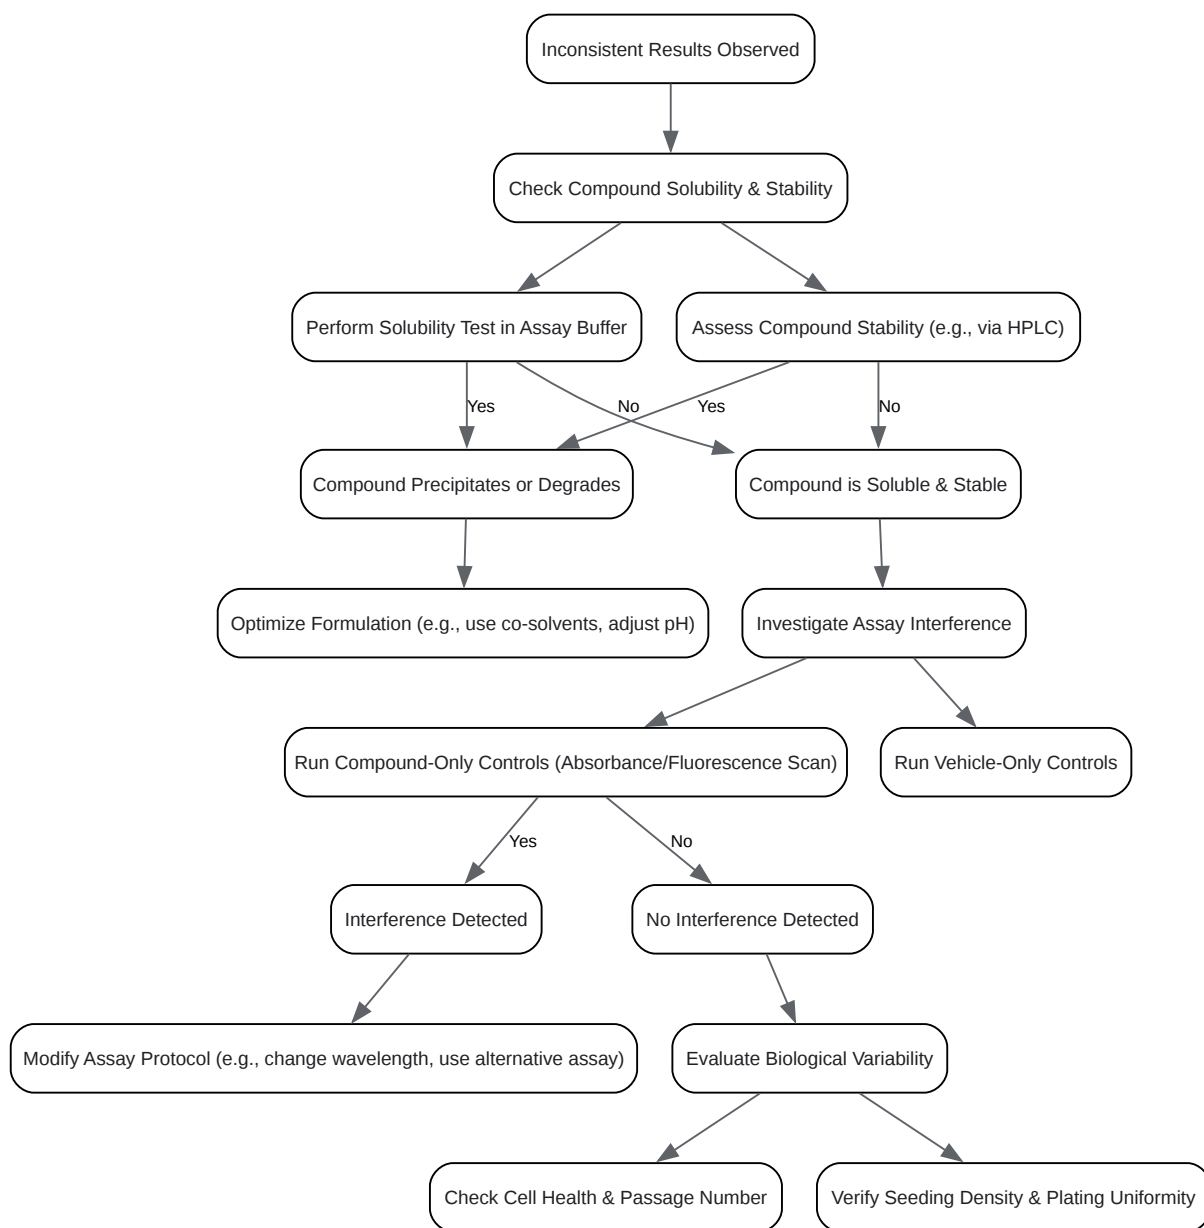 Inconsistent Results Observed
Check Compound Solubility & Stability
Perform Solubility Test in Assay Buffer
Assess Compound Stability (e.g., via HPLC)
Yes
No
Yes
No
Compound Precipitates or Degrades
Compound is Soluble & Stable
Optimize Formulation (e.g., use co-solvents, adjust pH)
Investigate Assay Interference
Run Compound-Only Controls (Absorbance/Fluorescence Scan)
Run Vehicle-Only Controls
Yes
No
Interference Detected
No Interference Detected
Modify Assay Protocol (e.g., change wavelength, use alternative assay)
Evaluate Biological Variability
Check Cell Health & Passage Number
Verify Seeding Density & Plating Uniformity